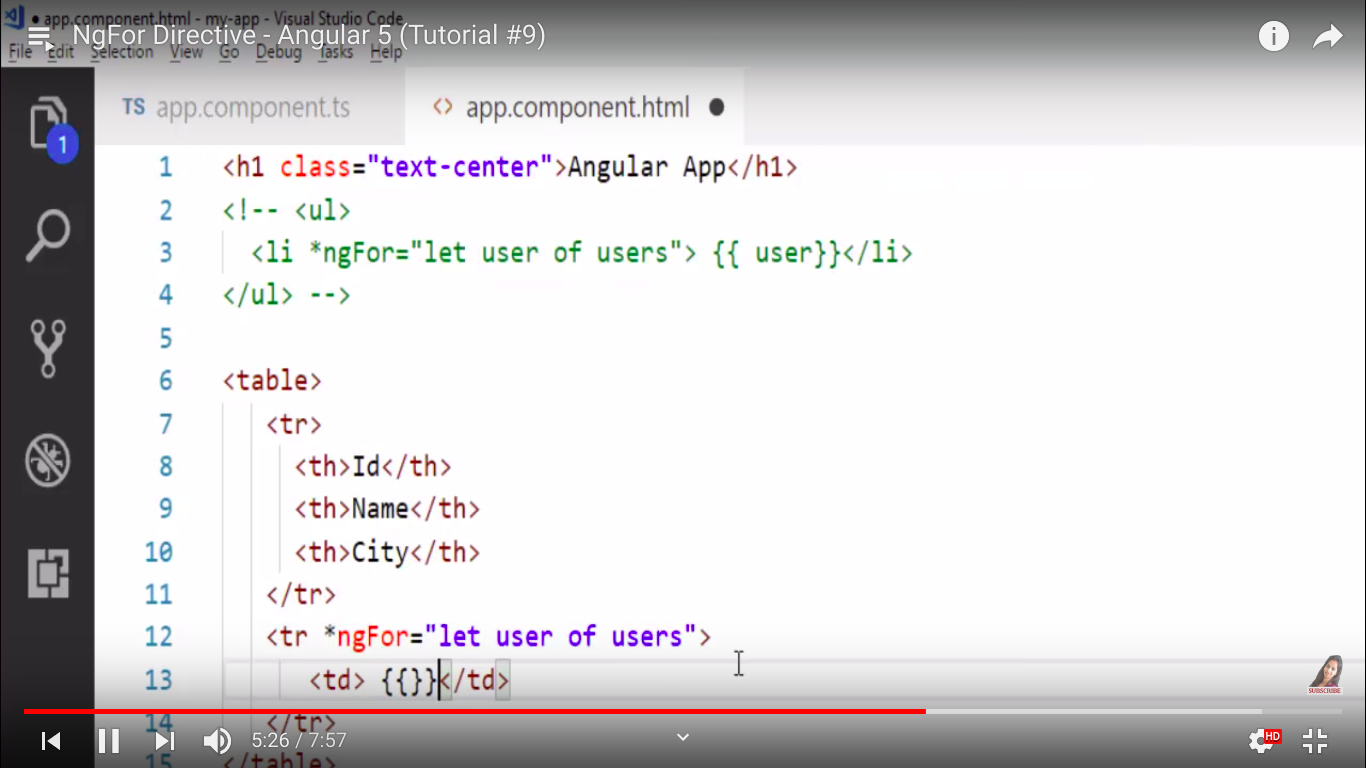 app.component.html - my-app - Visual Studio Code
NgFor Directive - Angular 5 (Tutorial #9)
File Edit Selection View Go Debug Tasks Help
TS app.component.ts
<> app.component.html ●
1
1 <h1 class="text-center">Angular App</h1>
2 <!-- <ul>
3 <li *ngFor="let user of users"> {{ user}}</li>
4 </ul> -->
5
6 <table>
7 <tr>
8 <th>Id</th>
9 <th>Name</th>
10 <th>City</th>
11 </tr>
12 <tr *ngFor="let user of users">
13 <td> {{}}</td>
14 </tr>
15 </table>
SUBSCRIBE
5:26 / 7:57
HD